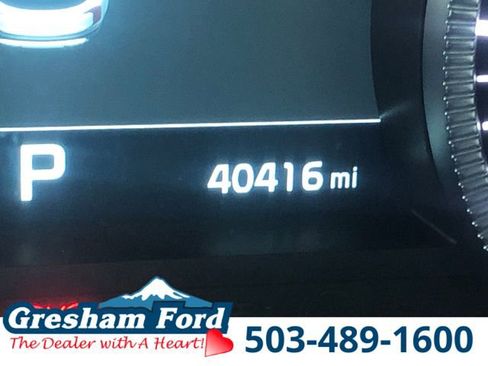 P 40416 mi
Gresham Ford
The Dealer with A Heart!
503-489-1600